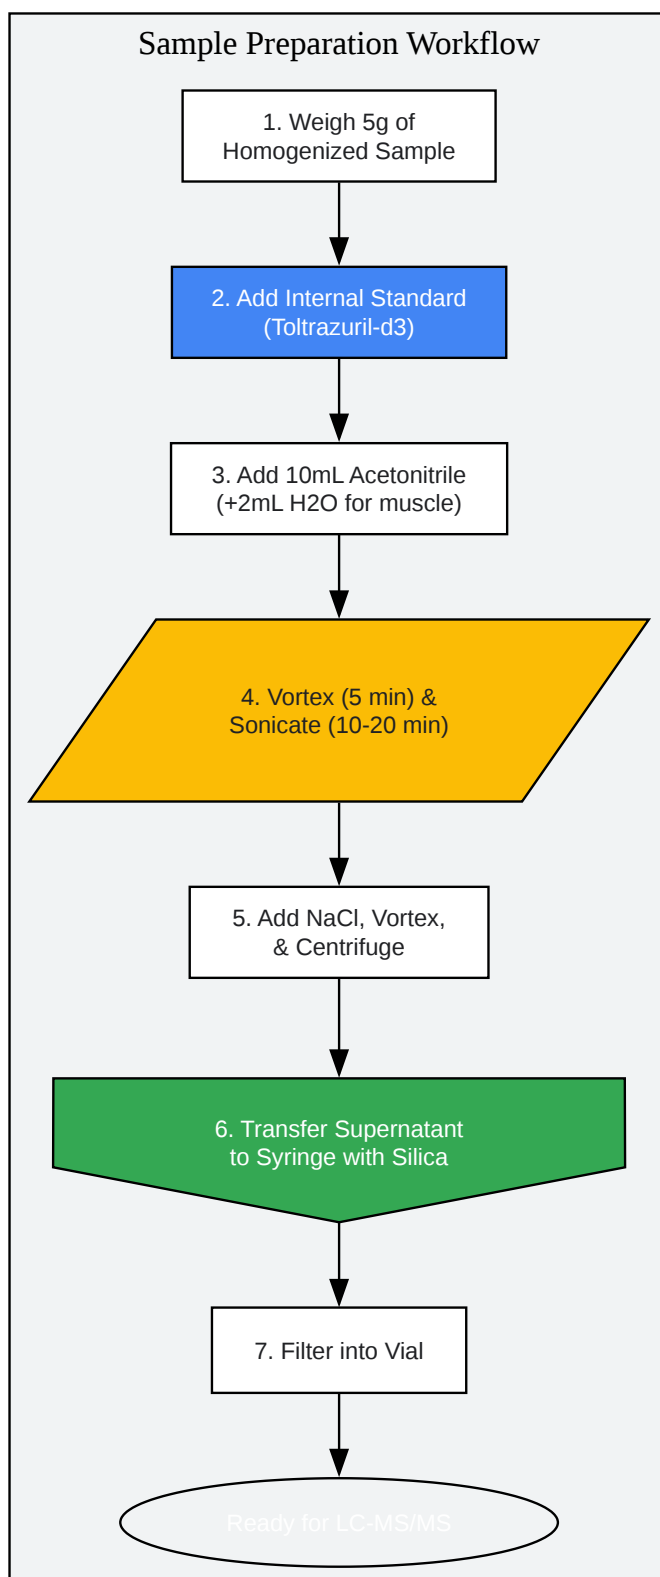 Sample Preparation Workflow
1. Weigh 5g of
Homogenized Sample
2. Add Internal Standard
(Toltrazuril-d3)
3. Add 10mL Acetonitrile
(+2mL H2O for muscle)
4. Vortex (5 min) &
Sonicate (10-20 min)
5. Add NaCl, Vortex,
& Centrifuge
6. Transfer Supernatant
to Syringe with Silica
7. Filter into Vial
Ready for LC-MS/MS